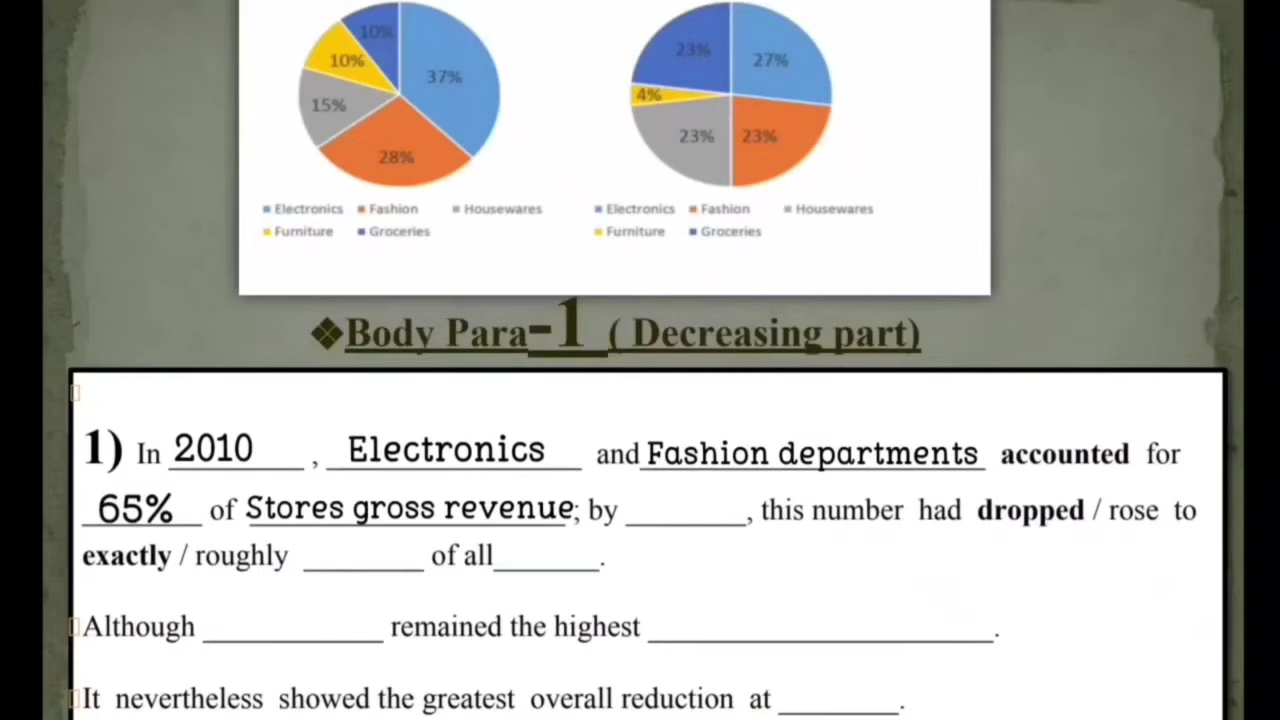 10%
37%
10%
15%
28%
23%
27%
4%
23%
23%
Electronics Fashion Housewares
Furniture Groceries
Electronics Fashion Housewares
Furniture Groceries
❖Body Para-1 ( Decreasing part)
1) In 2010 , Electronics and Fashion departments accounted for
65% of Stores gross revenue; by ________, this number had dropped / rose to
exactly / roughly ________ of all_______.
Although ____________ remained the highest _______________________.
It nevertheless showed the greatest overall reduction at ________.